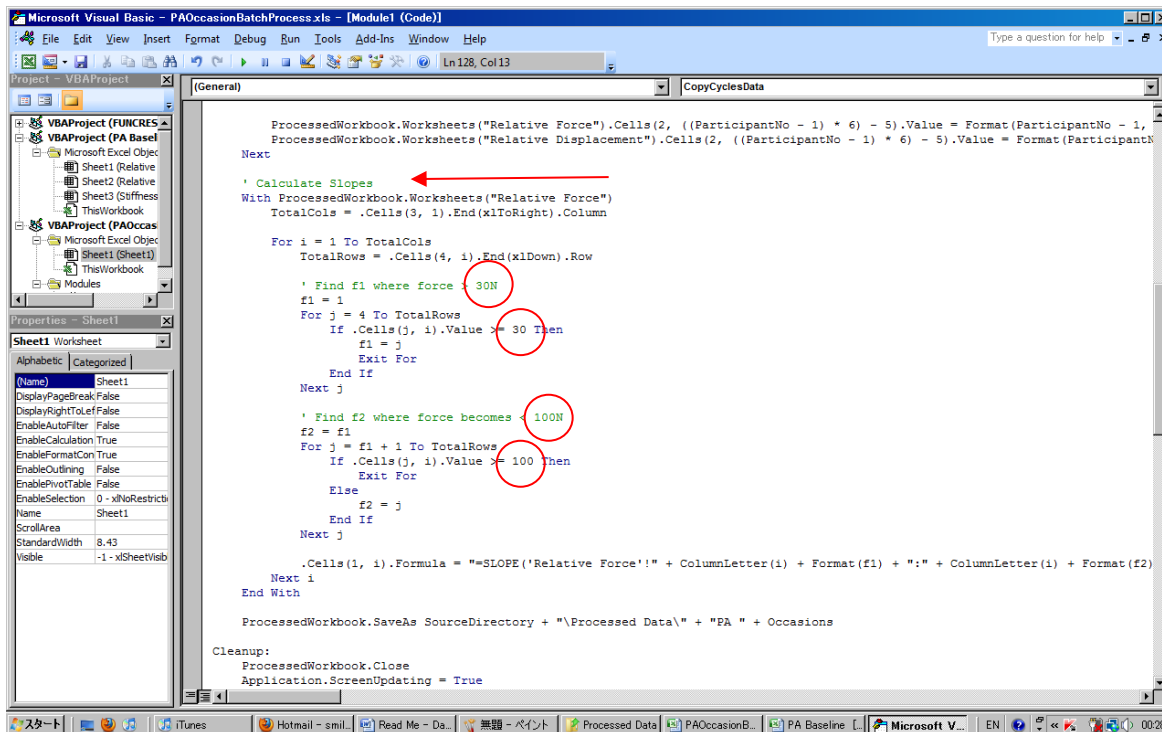 Microsoft Visual Basic - PAOccasionBatchProcess.xls - [Module1 (Code)]
File Edit View Insert Format Debug Run Tools Add-Ins Window Help
Type a question for help
Ln 128, Col 13
Project - VBAProject
(General)
CopyCyclesData
VBAProject (FUNCRES
VBAProject (PA Basel
Microsoft Excel Objec
Sheet1 (Relative
Sheet2 (Relative
Sheet3 (Stiffness
ThisWorkbook
VBAProject (PAOccas
Microsoft Excel Objec
Sheet1 (Sheet1)
ThisWorkbook
Modules
Properties - Sheet1
Sheet1 Worksheet
Alphabetic Categorized
(Name) Sheet1
DisplayPageBreak False
DisplayRightToLef False
EnableAutoFilter False
EnableCalculation True
EnableFormatCon True
EnableOutlining False
EnablePivotTable False
EnableSelection 0 - xlNoRestricti
Name Sheet1
ScrollArea
StandardWidth 8.43
Visible -1 - xlSheetVisib
ProcessedWorkbook.Worksheets("Relative Force").Cells(2, ((ParticipantNo - 1) * 6) - 5).Value = Format(ParticipantNo - 1,
ProcessedWorkbook.Worksheets("Relative Displacement").Cells(2, ((ParticipantNo - 1) * 6) - 5).Value = Format(ParticipantN
Next
' Calculate Slopes
With ProcessedWorkbook.Worksheets("Relative Force")
TotalCols = .Cells(3, 1).End(xlToRight).Column
For i = 1 To TotalCols
TotalRows = .Cells(4, i).End(xlDown).Row
' Find f1 where force > 30N
f1 = 1
For j = 4 To TotalRows
If .Cells(j, i).Value >= 30 Then
f1 = j
Exit For
End If
Next j
' Find f2 where force becomes < 100N
f2 = f1
For j = f1 + 1 To TotalRows
If .Cells(j, i).Value >= 100 Then
Exit For
Else
f2 = j
End If
Next j
.Cells(1, i).Formula = "=SLOPE('Relative Force'!" + ColumnLetter(i) + Format(f1) + ":" + ColumnLetter(i) + Format(f2)
Next i
End With
ProcessedWorkbook.SaveAs SourceDirectory + "\Processed Data\" + "PA " + Occasions
Cleanup:
ProcessedWorkbook.Close
Application.ScreenUpdating = True
スタート iTunes Hotmail - smil... Read Me - Da... 無題 - ペイント Processed Data PAOccasionB... PA Baseline [... Microsoft V... EN 00:28